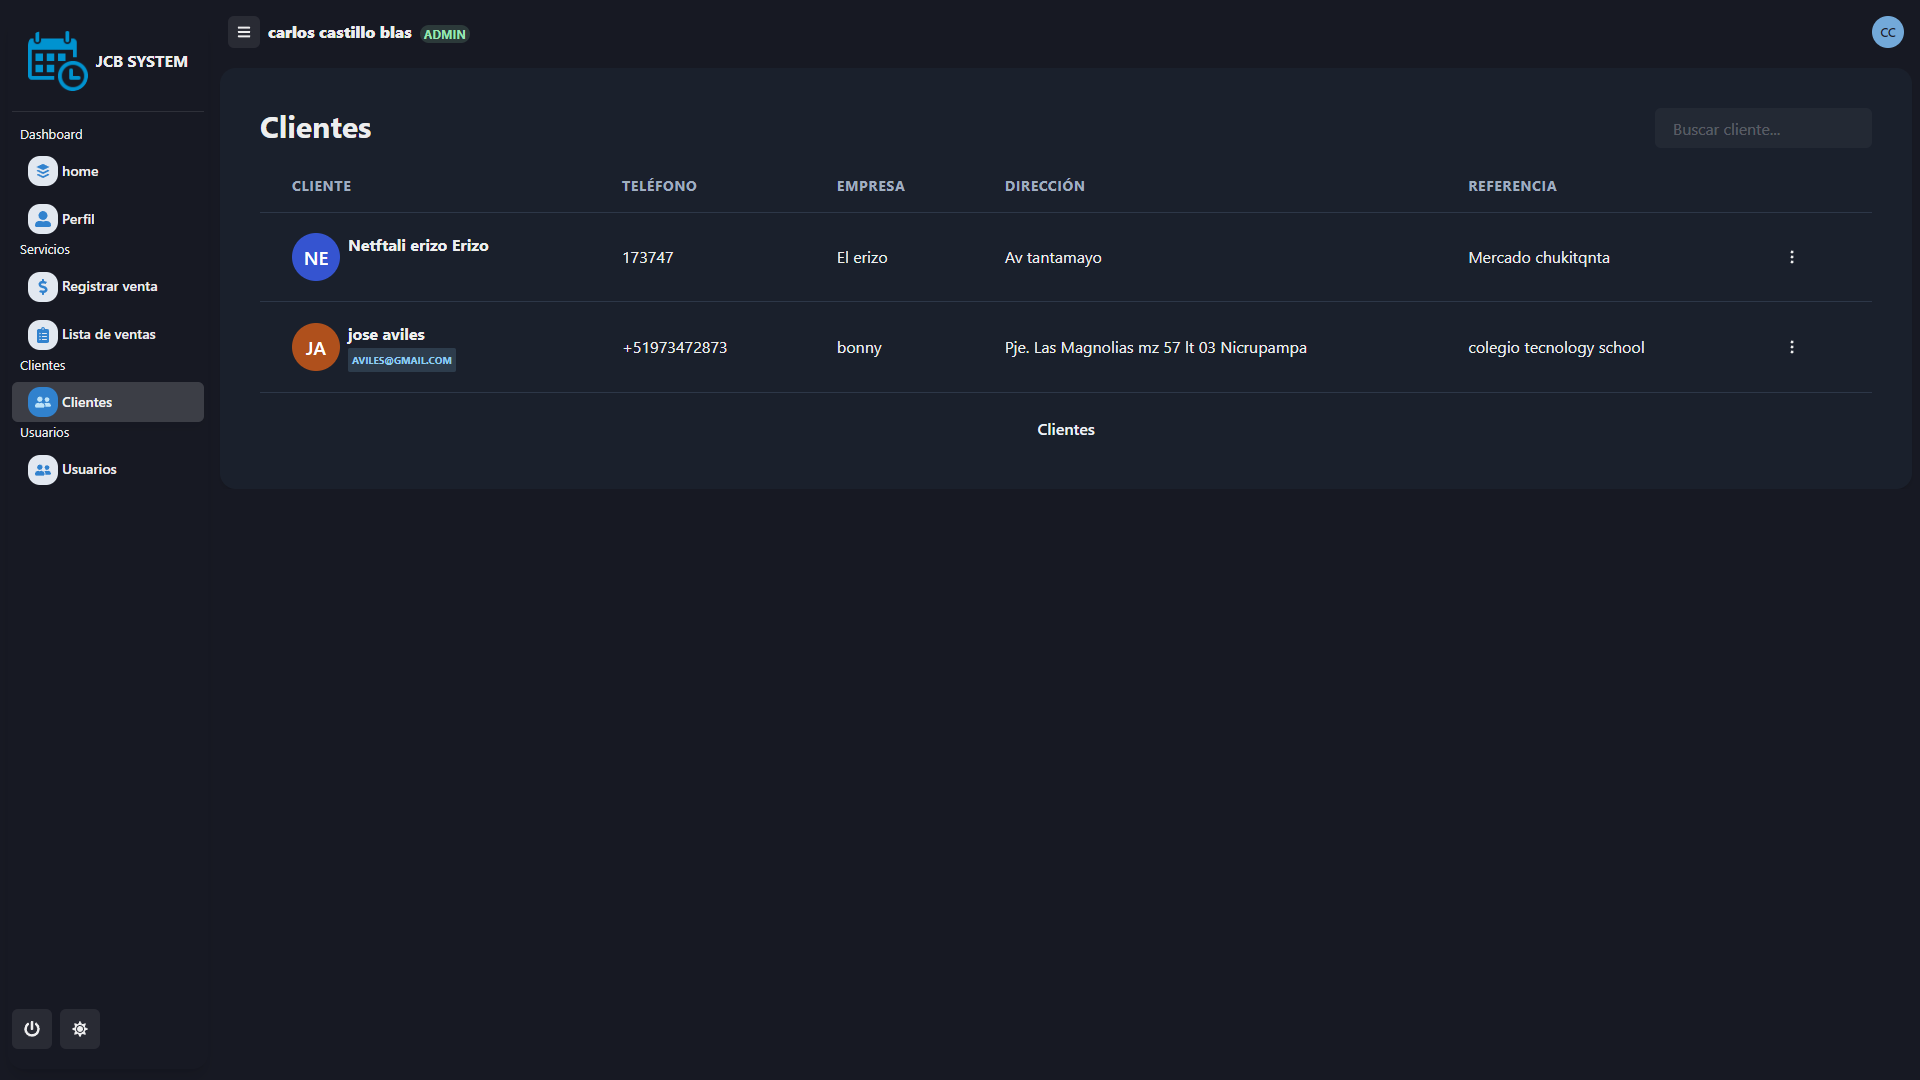 JCB SYSTEM
Dashboard
home
Perfil
Servicios
Registrar venta
Lista de ventas
Clientes
Clientes
Usuarios
Usuarios
carlos castillo blas ADMIN
CC
Clientes
Buscar cliente...
CLIENTE TELÉFONO EMPRESA DIRECCIÓN REFERENCIA
NE Netftali erizo Erizo 173747 El erizo Av tantamayo Mercado chukitqnta
JA jose aviles +51973472873 bonny Pje. Las Magnolias mz 57 lt 03 Nicrupampa colegio tecnology school
AVILES@GMAIL.COM
Clientes